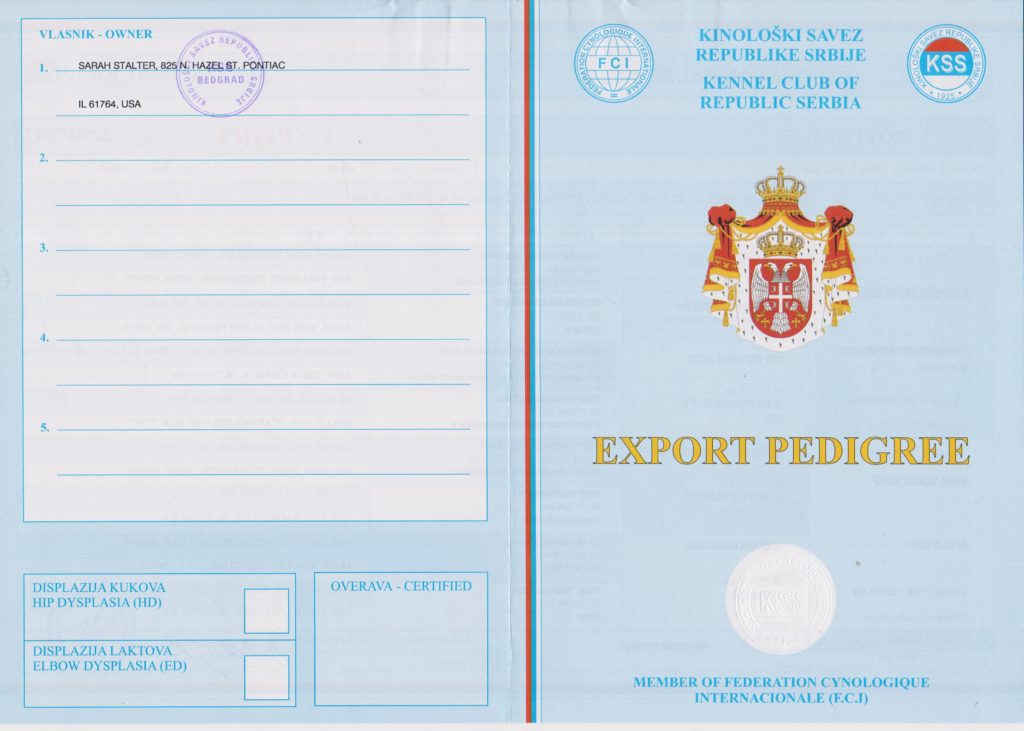 VLASNIK - OWNER
1. SARAH STALTER, 825 N. HAZEL ST. PONTIAC
IL 61764, USA
KINOLOŠKI SAVEZ REPUBLIKE SRBIJE
BEOGRAD
2.
3.
4.
5.
DISPLAZIJA KUKOVA
HIP DYSPLASIA (HD)
DISPLAZIJA LAKTOVA
ELBOW DYSPLASIA (ED)
OVERAVA - CERTIFIED
FEDERATION CYNOLOGIQUE INTERNATIONALE
FCI
KINOLOŠKI SAVEZ
REPUBLIKE SRBIJE
KENNEL CLUB OF
REPUBLIC SERBIA
KINOLOŠKI SAVEZ REPUBLIKE SRBIJE
KSS
• 1925 •
EXPORT PEDIGREE
KSS
MEMBER OF FEDERATION CYNOLOGIQUE
INTERNACIONALE (F.C.I)